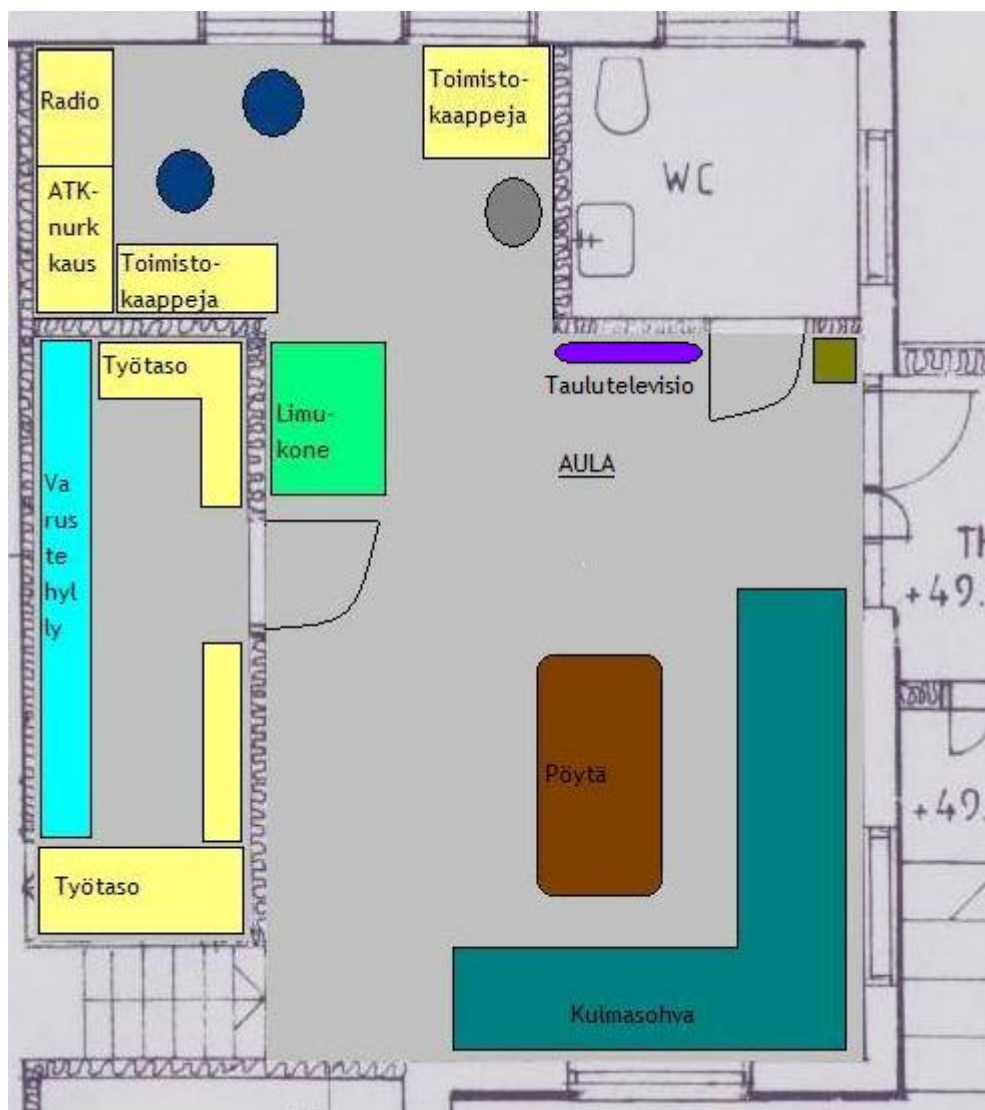 Radio
Toimisto-
kaappeja
WC
ATK-
nurk
kaus
Toimisto-
kaappeja
Työtaso
Taulutelevisio
Limu-
kone
AULA
Va
rus
te
hyl
ly
+49.
Pöytä
+49.
Työtaso
Kulmasohva